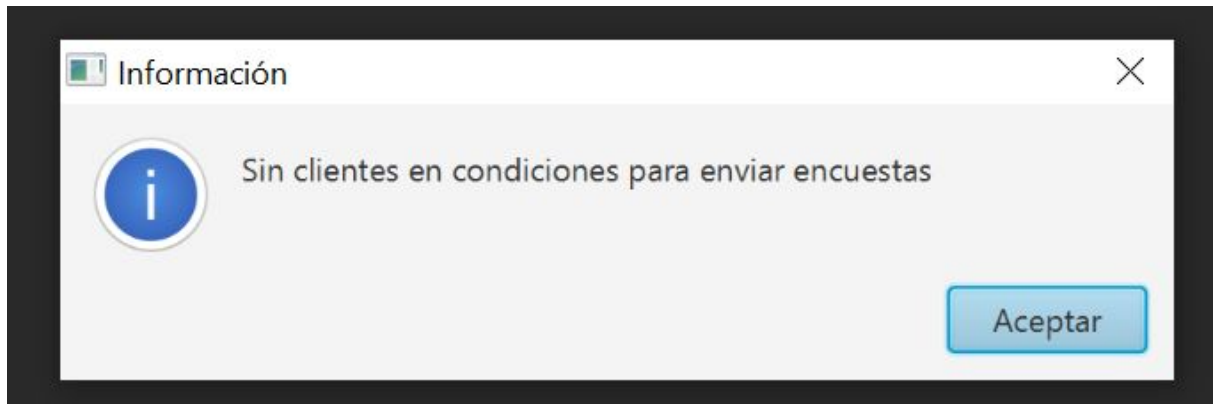 Información
Sin clientes en condiciones para enviar encuestas
Aceptar